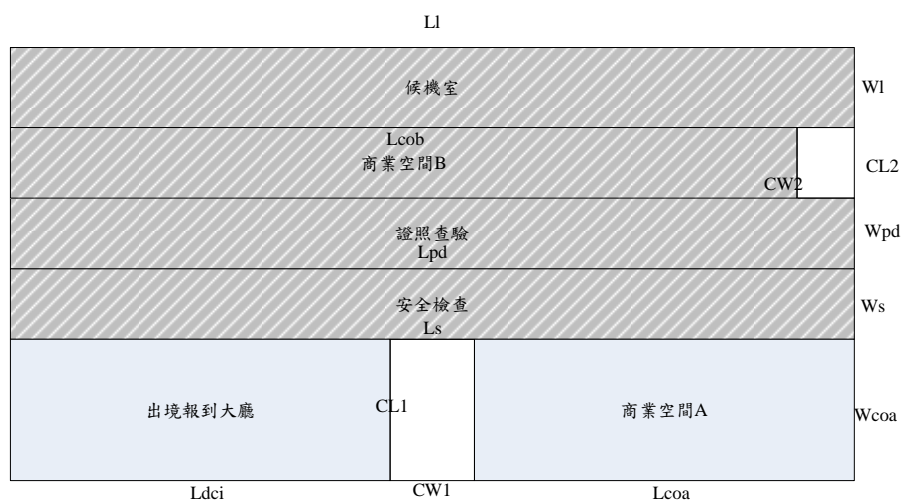 Ll
候機室
Wl
Lcob
商業空間B
CW2
CL2
證照查驗
Lpd
Wpd
安全檢查
Ls
Ws
出境報到大廳
CL1
商業空間A
Wcoa
Ldci
CW1
Lcoa